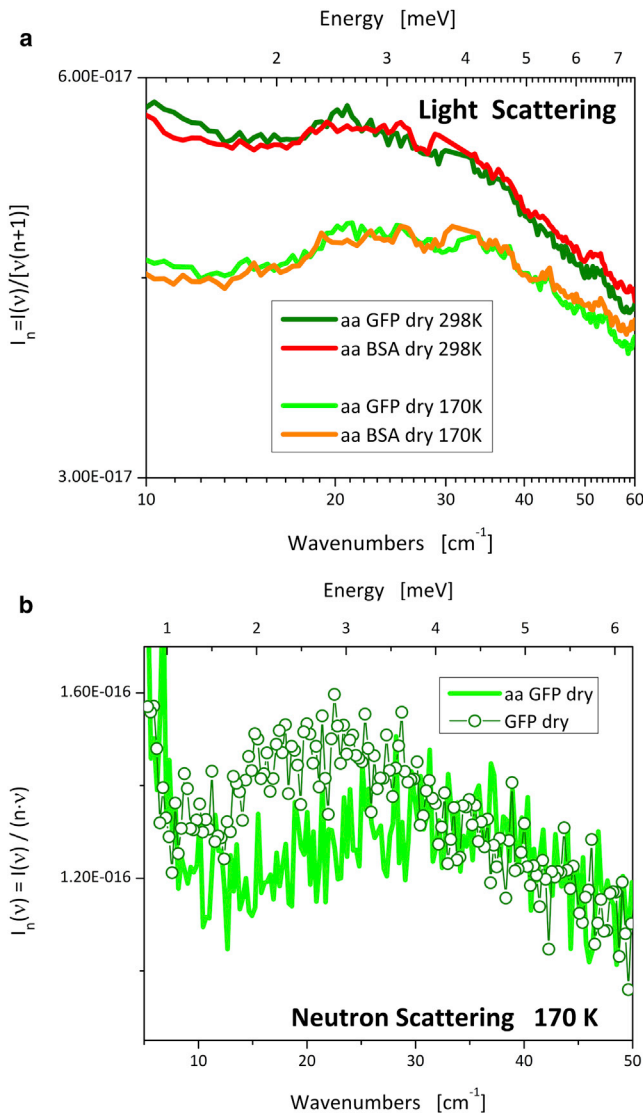 a
Energy [meV]
2 3 4 5 6 7
6.00E-017
Light Scattering
I_n=I(ν)/[ν(n+1)]
aa GFP dry 298K
aa BSA dry 298K
aa GFP dry 170K
aa BSA dry 170K
3.00E-017
10 20 30 40 50 60
Wavenumbers [cm⁻¹]
b
Energy [meV]
1 2 3 4 5 6
1.60E-016
aa GFP dry
GFP dry
I_n(ν) = I(ν) / (n·ν)
1.20E-016
Neutron Scattering 170 K
10 20 30 40 50
Wavenumbers [cm⁻¹]